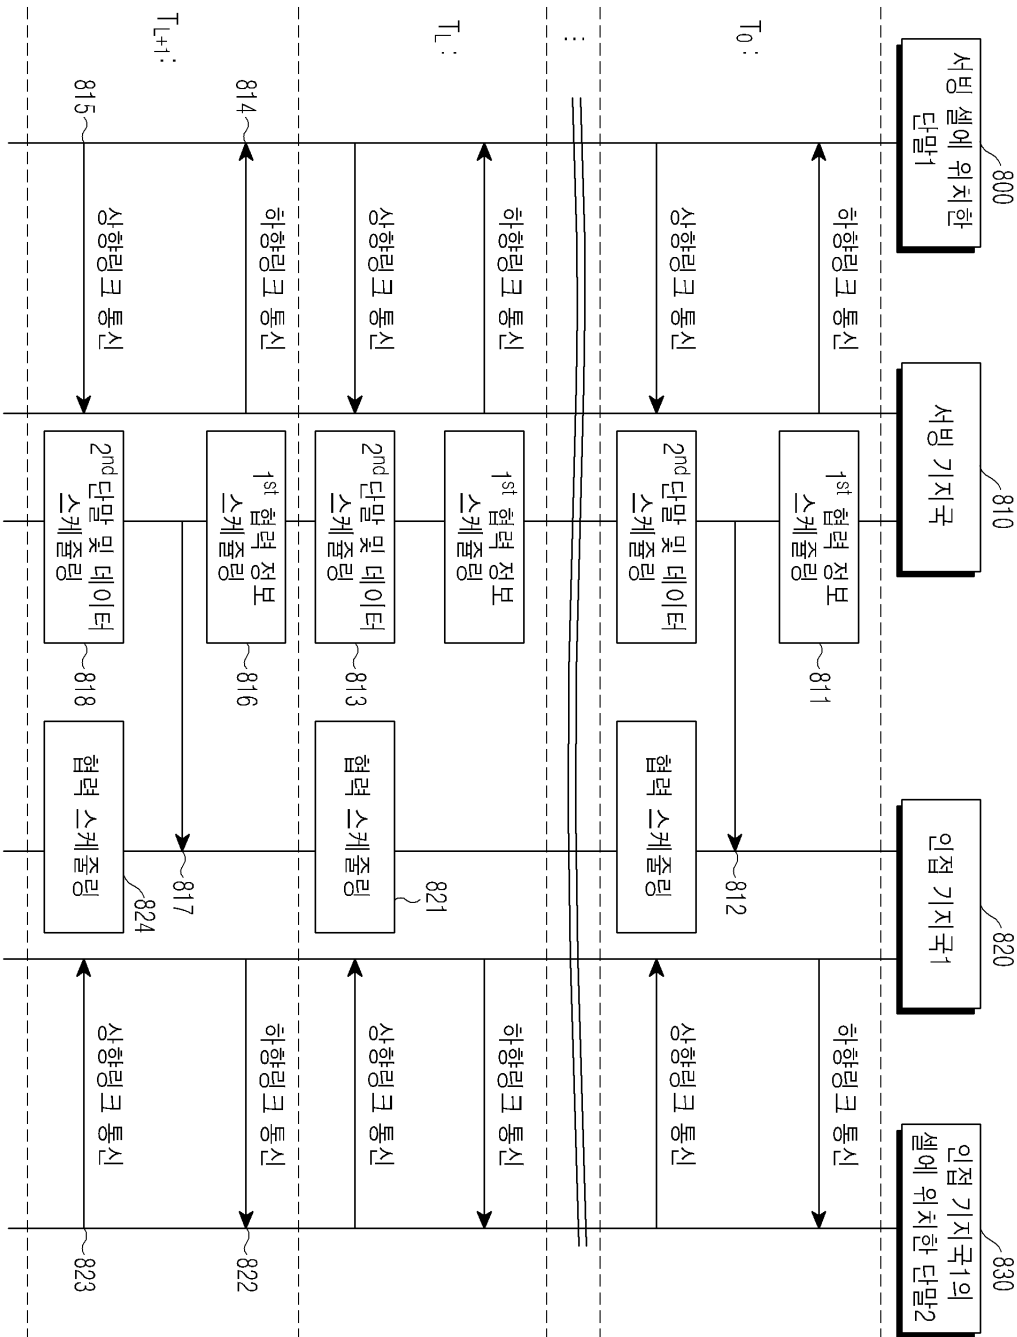 서빙 셀에 위치한
단말1
800
서빙 기지국
810
인접 기지국1
820
인접 기지국1의
셀에 위치한 단말2
830
T0 :
하향링크 통신
1st 협력 정보
스케줄링
811
하향링크 통신
812
상향링크 통신
2nd 단말 및 데이터
스케줄링
협력 스케줄링
상향링크 통신
...
TL :
하향링크 통신
1st 협력 정보
스케줄링
하향링크 통신
상향링크 통신
2nd 단말 및 데이터
스케줄링
813
협력 스케줄링
821
상향링크 통신
TL+1 :
814
하향링크 통신
1st 협력 정보
스케줄링
816
하향링크 통신
822
817
815
상향링크 통신
2nd 단말 및 데이터
스케줄링
818
협력 스케줄링
824
상향링크 통신
823